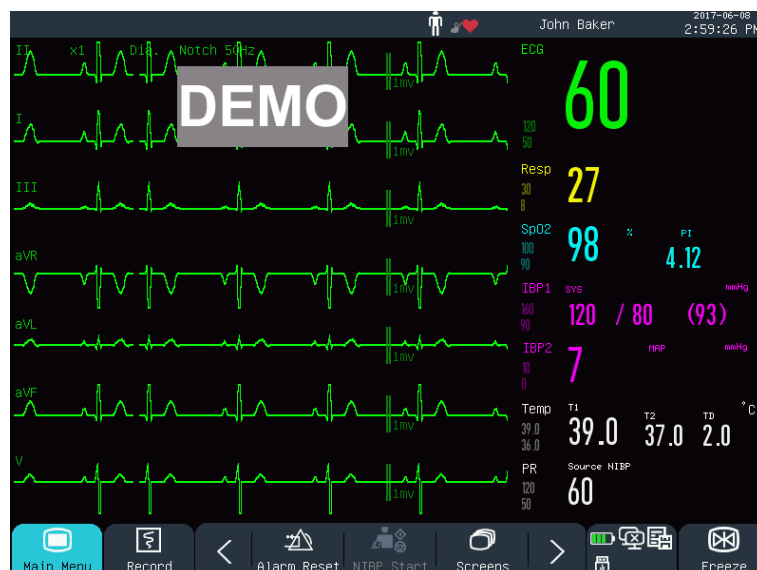 John Baker
2017-06-08
2:59:26 PM
II x1 Dia. Notch 50Hz
DEMO
1mv
I
1mv
III
1mv
aVR
1mv
aVL
1mv
aVF
1mv
V
1mv
ECG
60
120
50
Resp
30
8
27
SpO2
100
90
98 %
PI
4.12
IBP1 SYS mmHg
160
90
120 / 80 (93)
IBP2 MAP mmHg
10
0
7
Temp T1 T2 TD °C
39.0
36.0
39.0 37.0 2.0
PR Source NIBP
120
50
60
Main Menu
Record
Alarm Reset
NIBP Start
Screens
Freeze